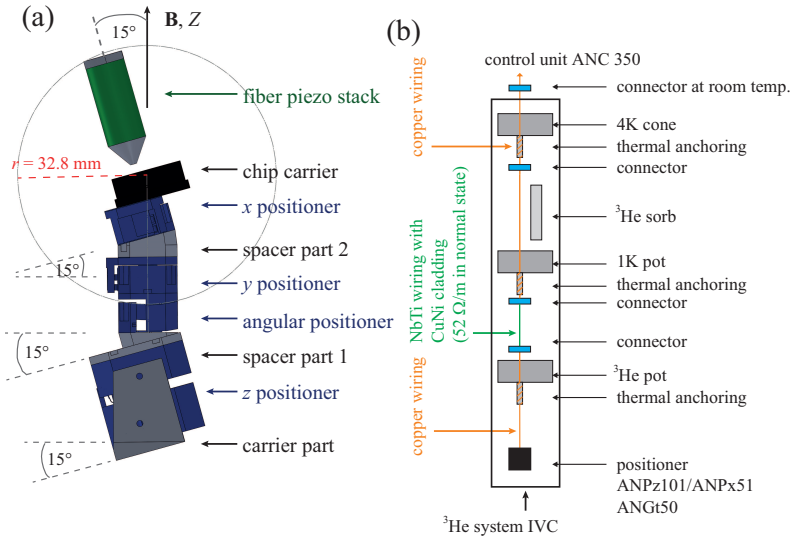 (a)
15°
B, Z
fiber piezo stack
r = 32.8 mm
chip carrier
x positioner
spacer part 2
15°
y positioner
angular positioner
15°
spacer part 1
z positioner
carrier part
15°
(b)
control unit ANC 350
copper wiring
connector at room temp.
4K cone
thermal anchoring
connector
³He sorb
NbTi wiring with
CuNi cladding
(52 Ω/m in normal state)
1K pot
thermal anchoring
connector
connector
³He pot
thermal anchoring
copper wiring
positioner
ANPz101/ANPx51
ANGt50
³He system IVC